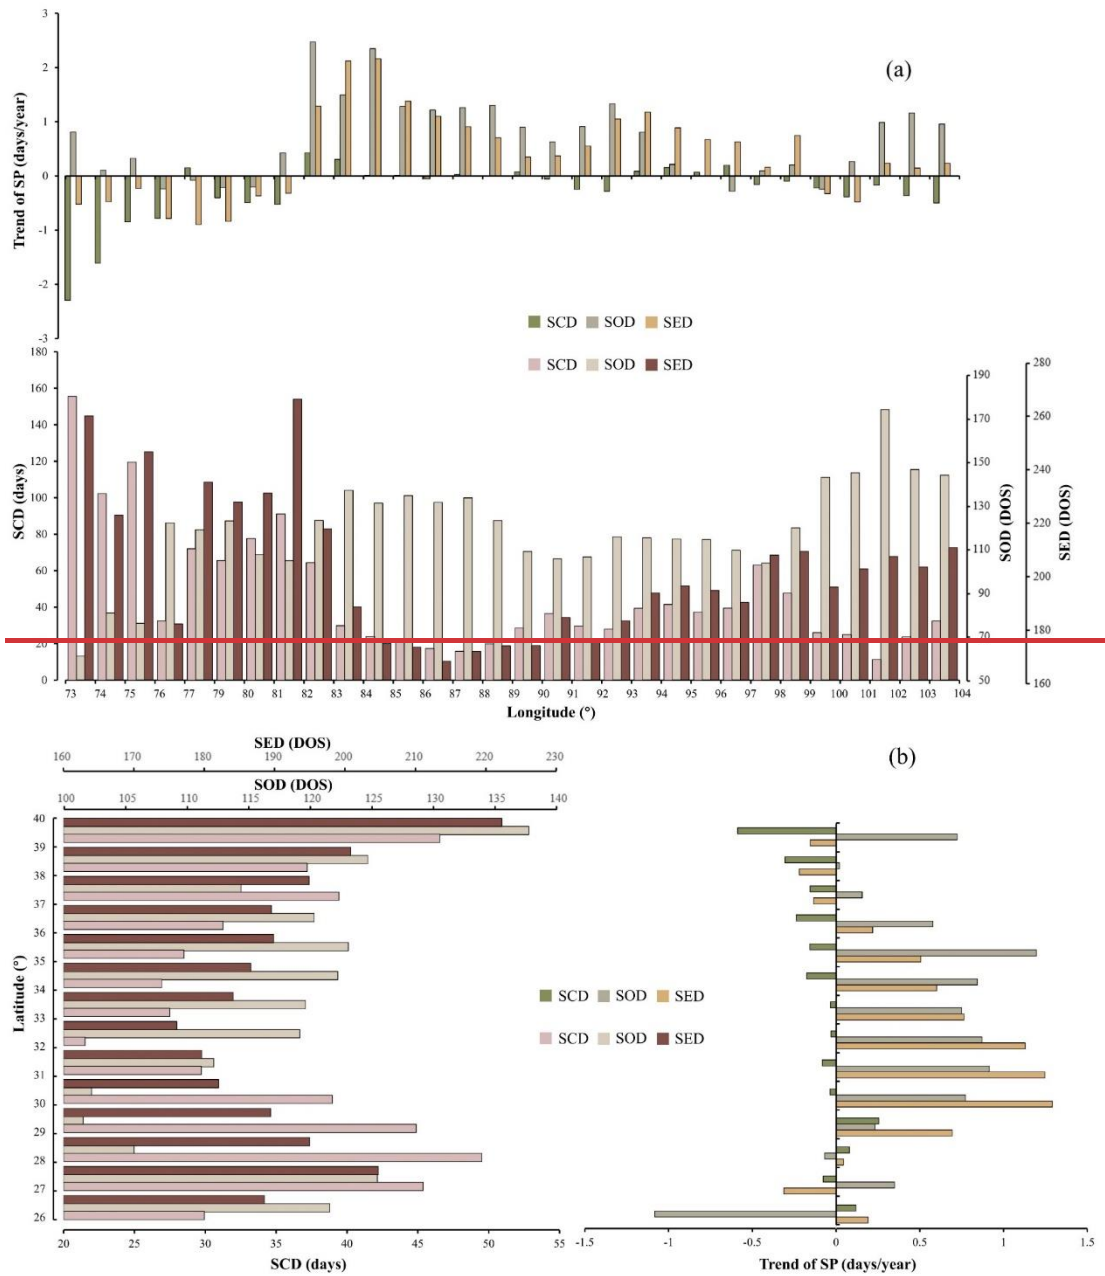 3
2
1
0
-1
-2
-3
Trend of SP (days/year)
(a)
SCD SOD SED
SCD SOD SED
180
160
140
120
100
80
60
40
20
0
SCD (days)
190
170
150
130
110
90
70
50
SOD (DOS)
280
260
240
220
200
180
160
SED (DOS)
73 74 75 76 77 79 80 81 82 83 84 85 86 87 88 89 90 91 92 93 94 95 96 97 98 99 100 101 102 103 104
Longitude (°)
SED (DOS)
160 170 180 190 200 210 220 230
SOD (DOS)
100 105 110 115 120 125 130 135 140
(b)
40
39
38
37
36
35
34
33
32
31
30
29
28
27
26
Latitude (°)
SCD SOD SED
SCD SOD SED
20 25 30 35 40 45 50 55
SCD (days)
-1.5 -1 -0.5 0 0.5 1 1.5
Trend of SP (days/year)